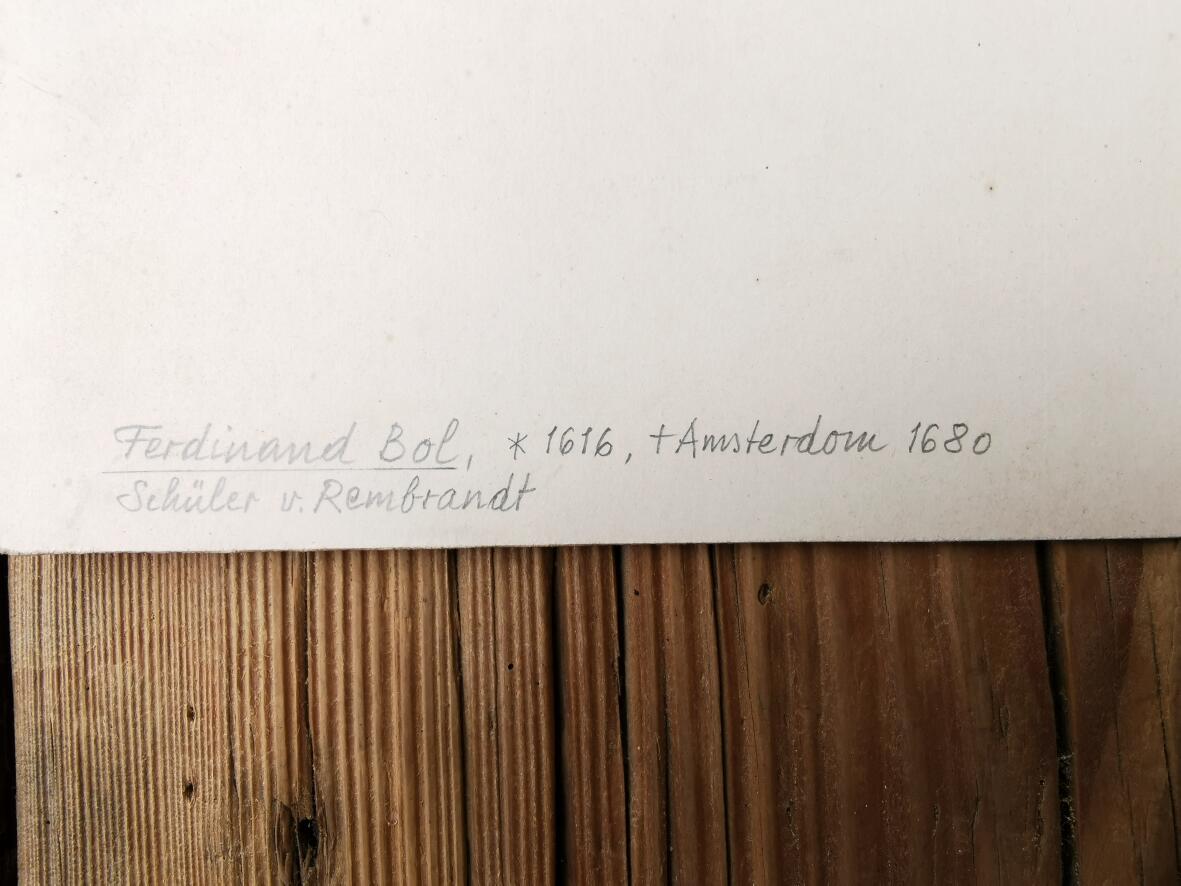 Ferdinand Bol, * 1616, † Amsterdam 1680
Schüler v. Rembrandt